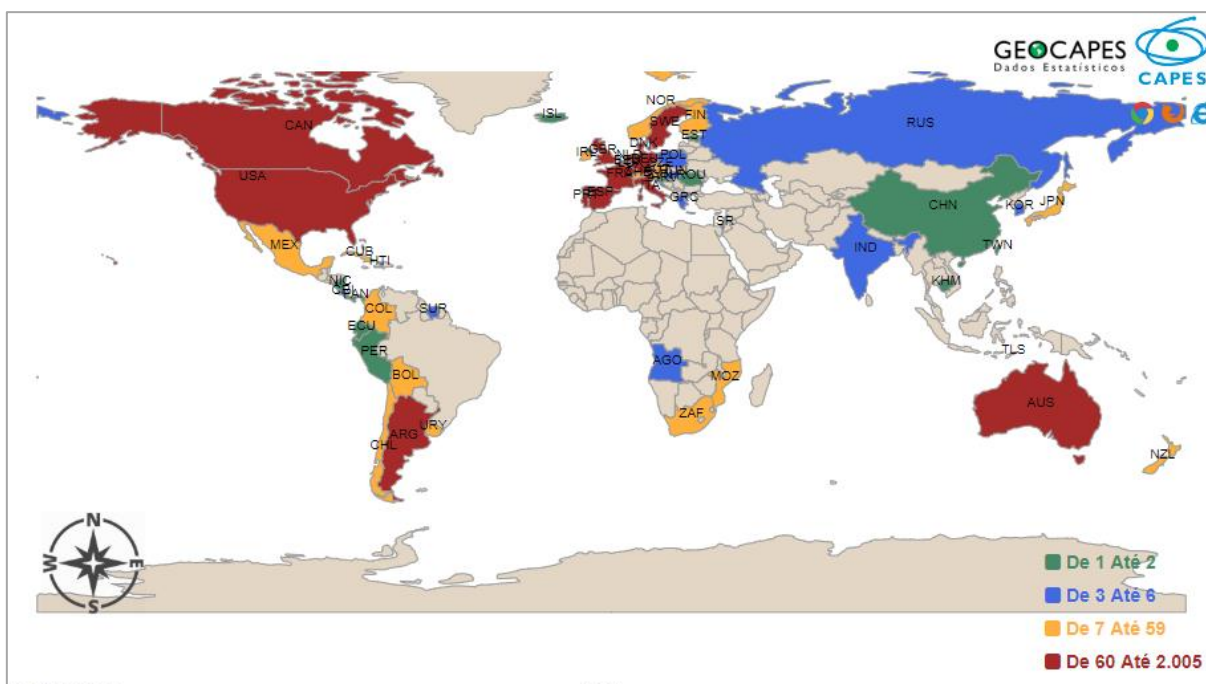 GEOCAPES
Dados Estatísticos
CAPES
ISL
NOR
FIN
SWE
EST
RUS
CAN
DNK
IRL
GBR
POL
USA
FRA
ROU
PRT
ESP
ITA
GRC
CHN
KOR
JPN
ISR
MEX
CUB
HTI
IND
TWN
NIC
PAN
KHM
COL
SUR
ECU
PER
AGO
TLS
BOL
MOZ
ZAF
AUS
URY
ARG
CHL
NZL
N
W
E
S
De 1 Até 2
De 3 Até 6
De 7 Até 59
De 60 Até 2.005